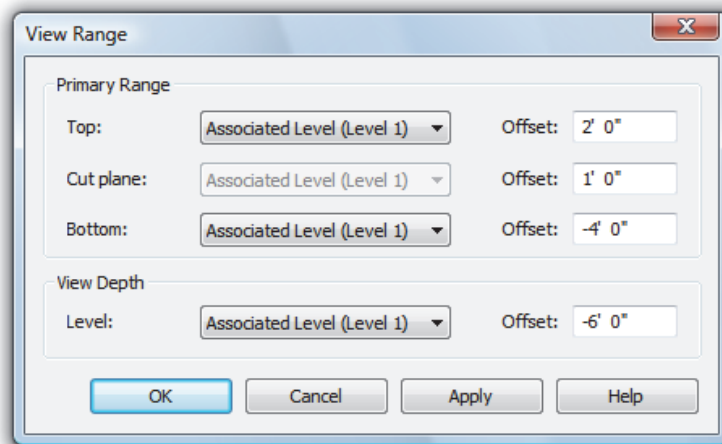 View Range
Primary Range
Top: Associated Level (Level 1) Offset: 2' 0"
Cut plane: Associated Level (Level 1) Offset: 1' 0"
Bottom: Associated Level (Level 1) Offset: -4' 0"
View Depth
Level: Associated Level (Level 1) Offset: -6' 0"
OK Cancel Apply Help